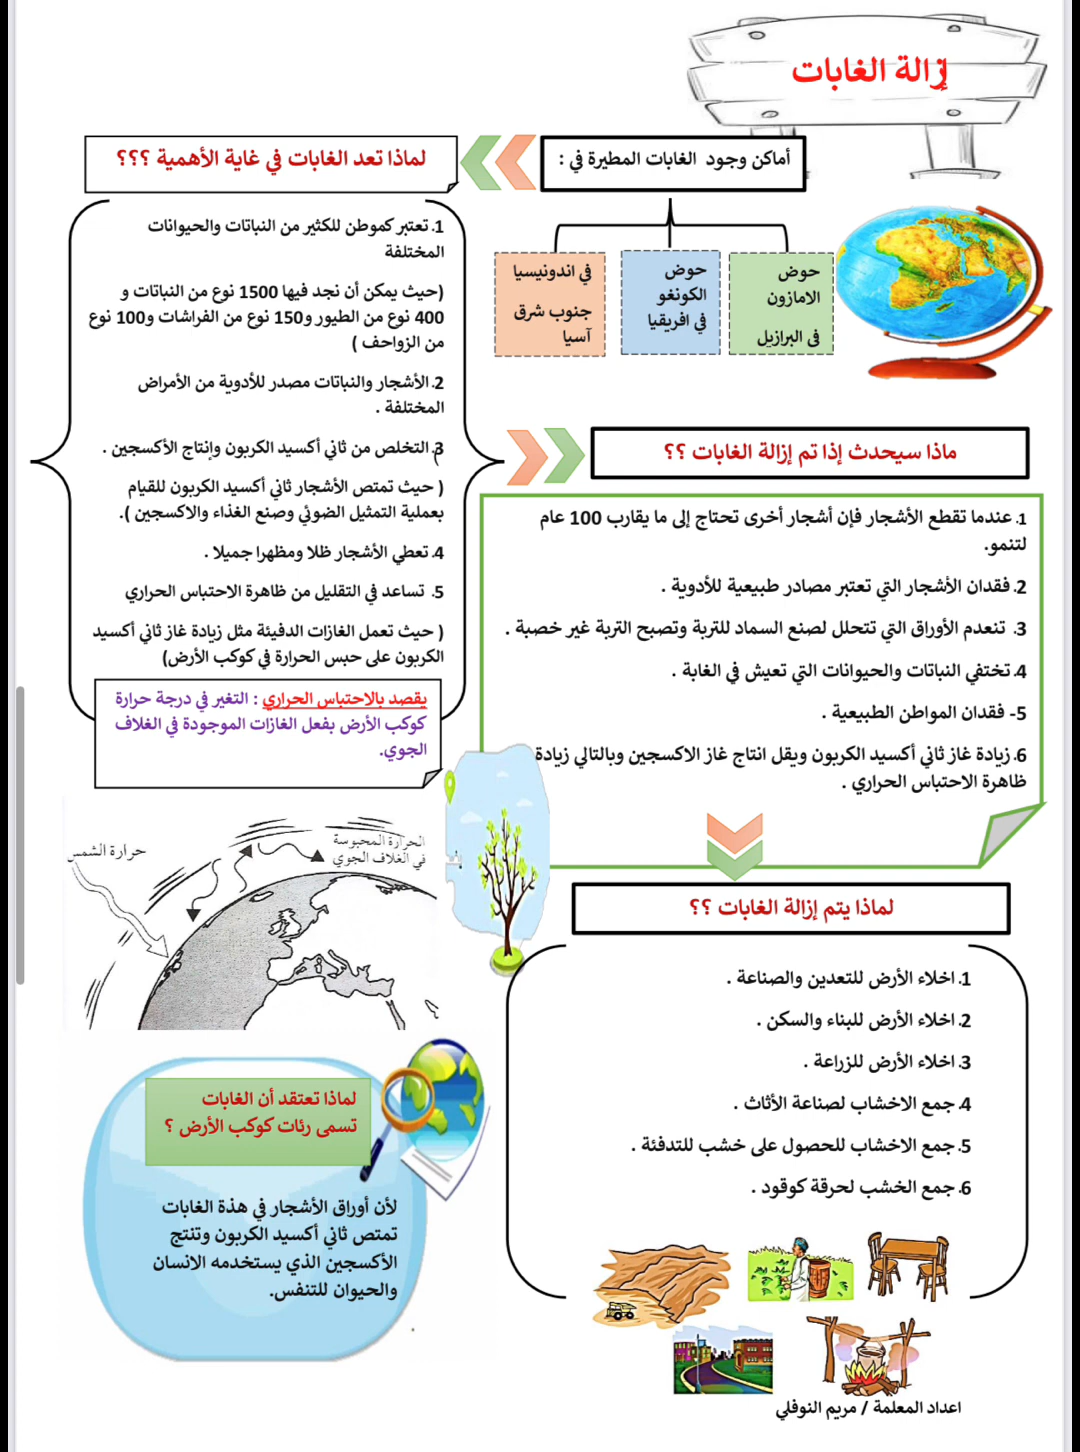 إزالة الغابات
أماكن وجود الغابات المطيرة في :
حوض
الامازون
في البرازيل
حوض
الكونغو
في افريقيا
في اندونيسيا
جنوب شرق
آسيا
لماذا تعد الغابات في غاية الأهمية ؟؟؟
1. تعتبر كموطن للكثير من النباتات والحيوانات
المختلفة
(حيث يمكن أن نجد فيها 1500 نوع من النباتات و
400 نوع من الطيور و150 نوع من الفراشات و100 نوع
من الزواحف )
2. الأشجار والنباتات مصدر للأدوية من الأمراض
المختلفة .
3. التخلص من ثاني أكسيد الكربون وإنتاج الأكسجين .
( حيث تمتص الأشجار ثاني أكسيد الكربون للقيام
بعملية التمثيل الضوئي وصنع الغذاء والاكسجين ).
4. تعطي الأشجار ظلا ومظهرا جميلا .
5. تساعد في التقليل من ظاهرة الاحتباس الحراري
( حيث تعمل الغازات الدفيئة مثل زيادة غاز ثاني أكسيد
الكربون على حبس الحرارة في كوكب الأرض)
يقصد بالاحتباس الحراري : التغير في درجة حرارة
كوكب الأرض بفعل الغازات الموجودة في الغلاف
الجوي.
ماذا سيحدث إذا تم إزالة الغابات ؟؟
1. عندما تقطع الأشجار فإن أشجار أخرى تحتاج إلى ما يقارب 100 عام
لتنمو.
2. فقدان الأشجار التي تعتبر مصادر طبيعية للأدوية .
3. تنعدم الأوراق التي تتحلل لصنع السماد للتربة وتصبح التربة غير خصبة .
4. تختفي النباتات والحيوانات التي تعيش في الغابة .
5- فقدان المواطن الطبيعية .
6. زيادة غاز ثاني أكسيد الكربون ويقل انتاج غاز الاكسجين وبالتالي زيادة
ظاهرة الاحتباس الحراري .
حرارة الشمس
الحرارة المحبوسة
في الغلاف الجوي
لماذا يتم إزالة الغابات ؟؟
1. اخلاء الأرض للتعدين والصناعة .
2. اخلاء الأرض للبناء والسكن .
3. اخلاء الأرض للزراعة .
4. جمع الاخشاب لصناعة الأثاث .
5. جمع الاخشاب للحصول على خشب للتدفئة .
6. جمع الخشب لحرقة كوقود .
لماذا تعتقد أن الغابات
تسمى رئات كوكب الأرض ؟
لأن أوراق الأشجار في هذة الغابات
تمتص ثاني أكسيد الكربون وتنتج
الأكسجين الذي يستخدمه الانسان
والحيوان للتنفس.
اعداد المعلمة / مريم النوفلي